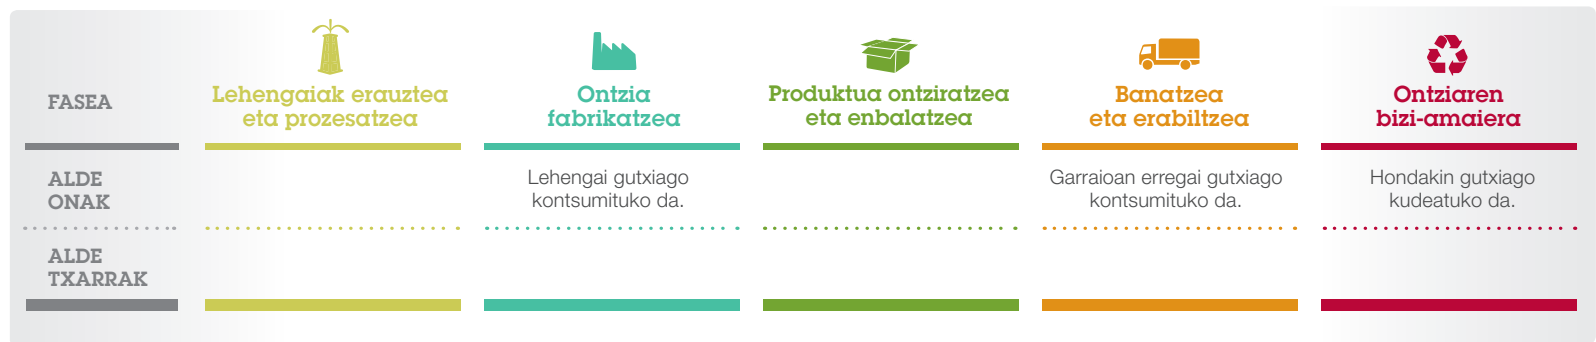 FASEA
Lehengaiak erauztea
eta prozesatzea
Ontzia
fabrikatzea
Produktua ontziratzea
eta enbalatzea
Banatzea
eta erabiltzea
Ontziaren
bizi-amaiera
ALDE
ONAK
Lehengai gutxiago
kontsumituko da.
Garraioan erregai gutxiago
kontsumituko da.
Hondakin gutxiago
kudeatuko da.
ALDE
TXARRAK